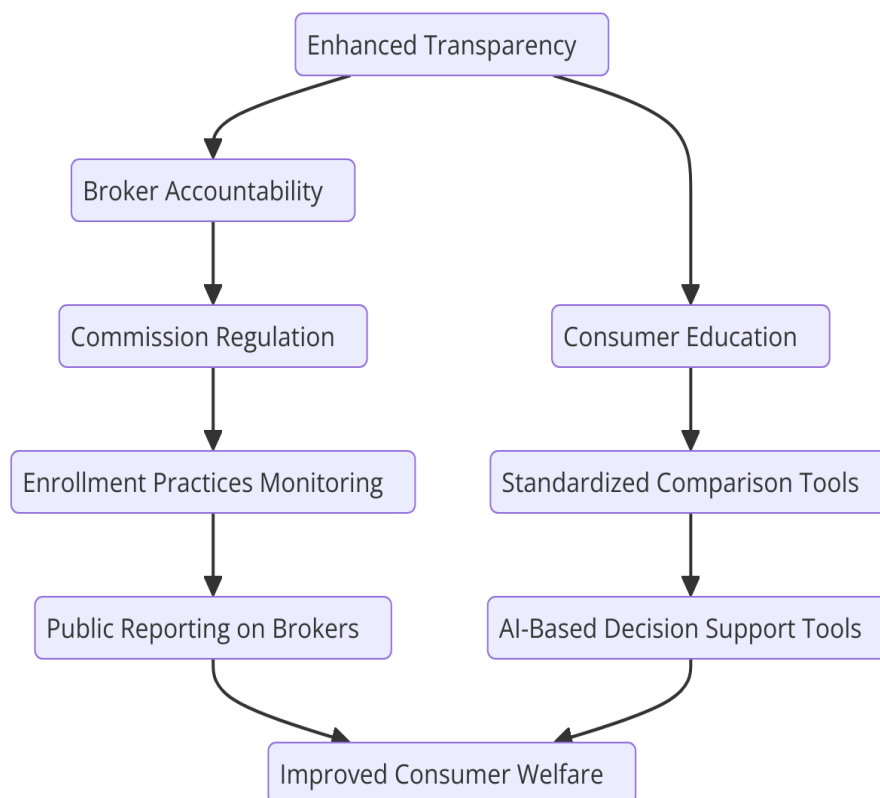 Enhanced Transparency
Broker Accountability
Commission Regulation
Consumer Education
Enrollment Practices Monitoring
Standardized Comparison Tools
Public Reporting on Brokers
AI-Based Decision Support Tools
Improved Consumer Welfare